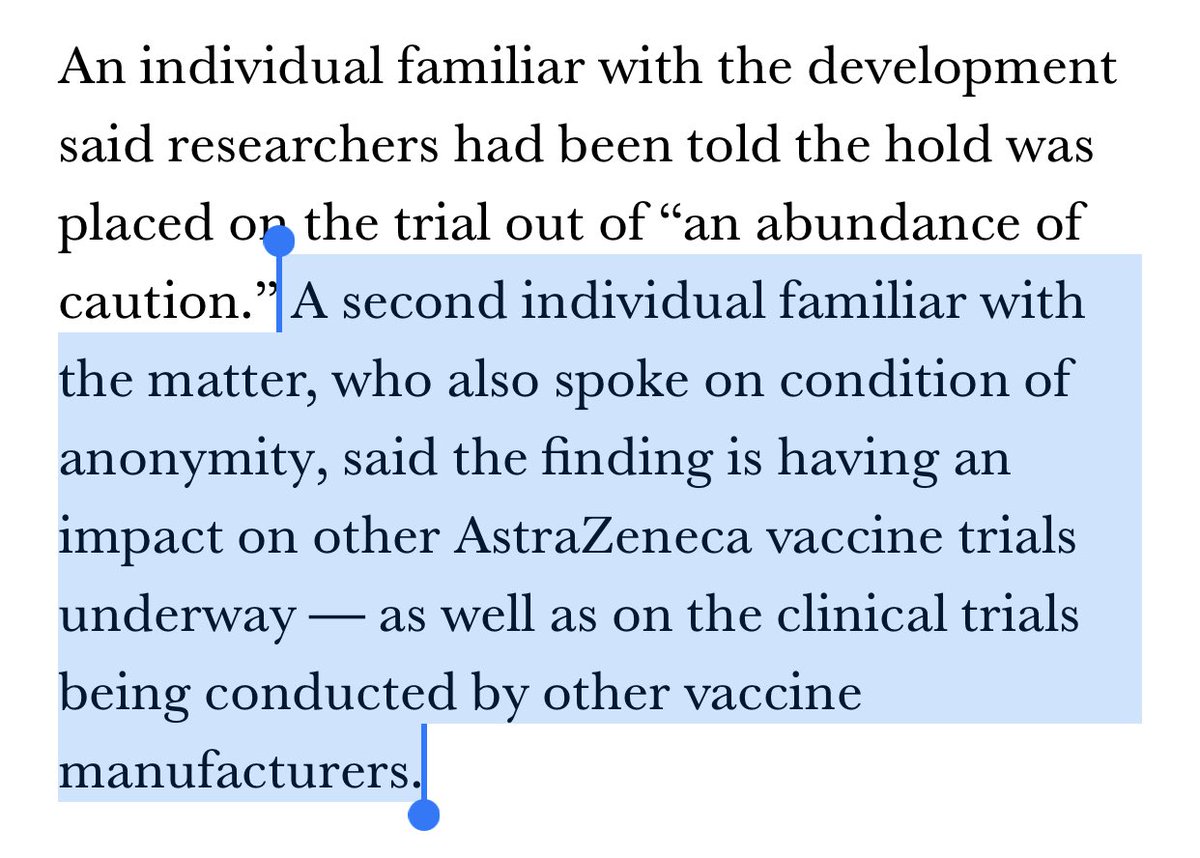 An individual familiar with the development
said researchers had been told the hold was
placed on the trial out of “an abundance of
caution.” A second individual familiar with
the matter, who also spoke on condition of
anonymity, said the finding is having an
impact on other AstraZeneca vaccine trials
underway — as well as on the clinical trials
being conducted by other vaccine
manufacturers.